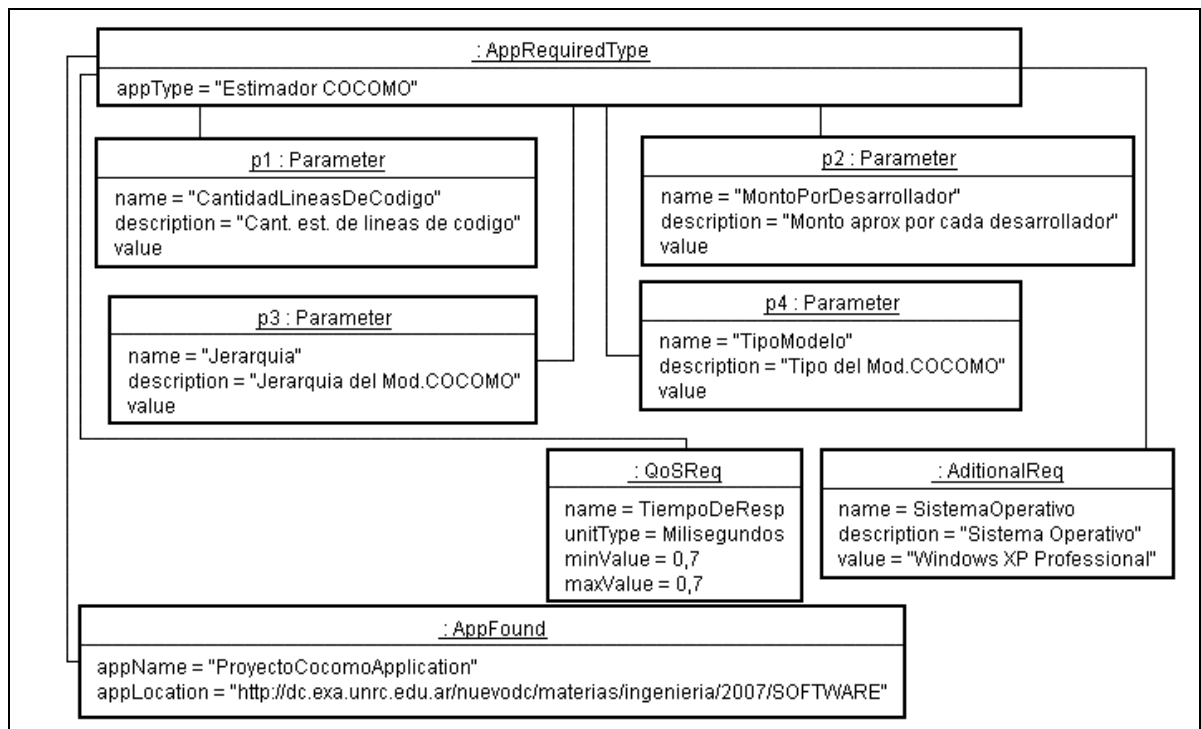 : AppRequiredType
appType = "Estimador COCOMO"
p1 : Parameter
name = "CantidadLineasDeCodigo"
description = "Cant. est. de lineas de codigo"
value
p2 : Parameter
name = "MontoPorDesarrollador"
description = "Monto aprox por cada desarrollador"
value
p3 : Parameter
name = "Jerarquia"
description = "Jerarquia del Mod.COCOMO"
value
p4 : Parameter
name = "TipoModelo"
description = "Tipo del Mod.COCOMO"
value
: QoSReq
name = TiempoDeResp
unitType = Milisegundos
minValue = 0,7
maxValue = 0,7
: AditionalReq
name = SistemaOperativo
description = "Sistema Operativo"
value = "Windows XP Professional"
: AppFound
appName = "ProyectoCocomoApplication"
appLocation = "http://dc.exa.unrc.edu.ar/nuevodc/materias/ingenieria/2007/SOFTWARE"